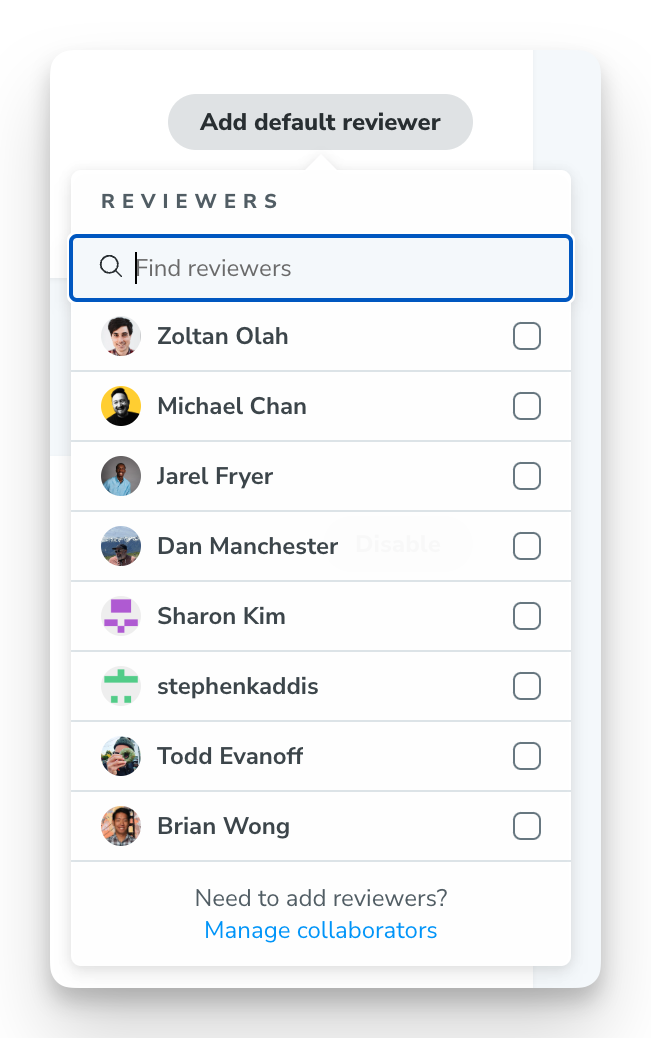 Add default reviewer
REVIEWERS
Find reviewers
Zoltan Olah
Michael Chan
Jarel Fryer
Dan Manchester
Disable
Sharon Kim
stephenkaddis
Todd Evanoff
Brian Wong
Need to add reviewers?
Manage collaborators